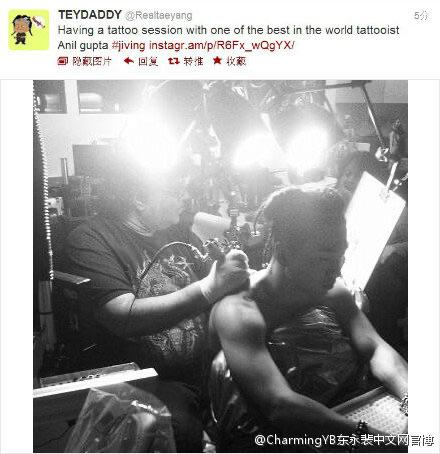 TEYDADDY @Realtaeyang 5分
Having a tattoo session with one of the best in the world tattooist
Anil gupta #jiving instagr.am/p/R6Fx_wQgYX/
隐藏图片 回复 转推 收藏
@CharmingYB东永裴中文网官博